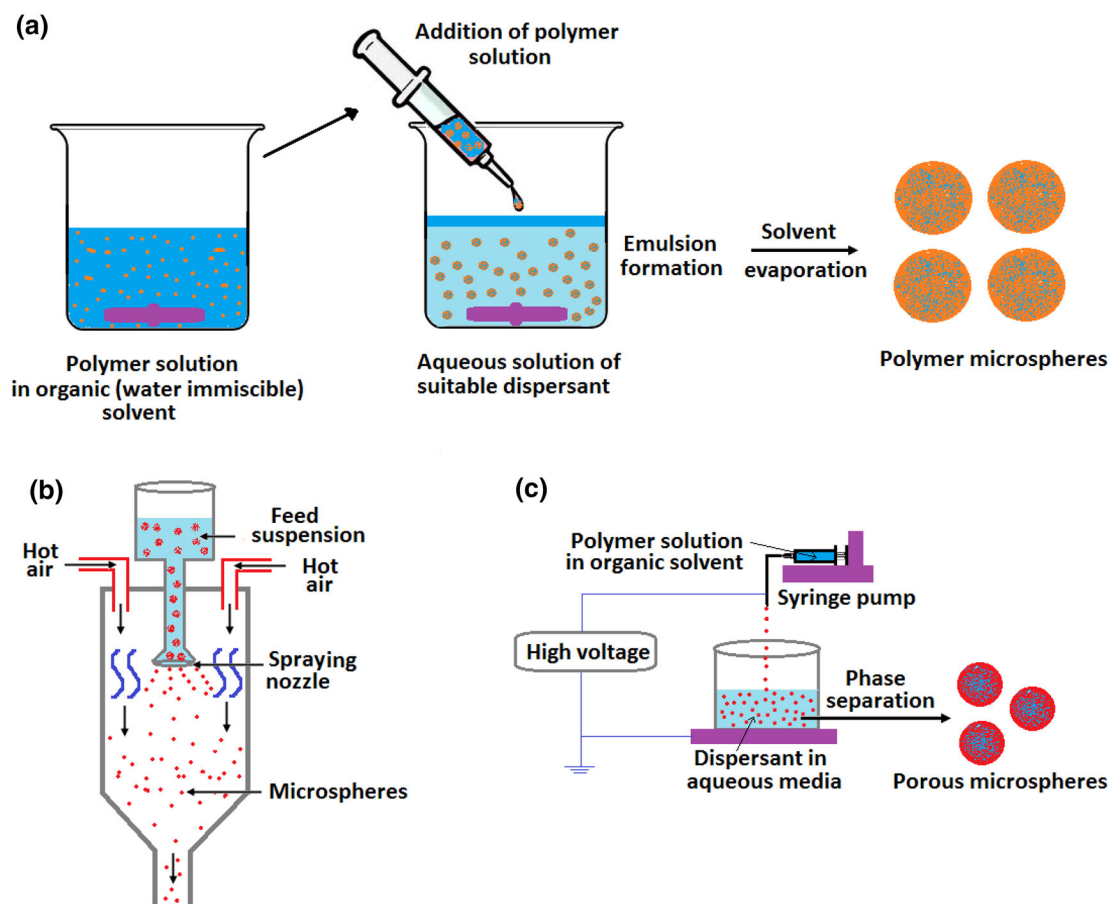 (a)
Addition of polymer
solution
Polymer solution
in organic (water immiscible)
solvent
Aqueous solution of
suitable dispersant
Emulsion
formation
Solvent
evaporation
Polymer microspheres
(b)
Feed
suspension
Hot
air
Hot
air
Spraying
nozzle
Microspheres
(c)
Polymer solution
in organic solvent
Syringe pump
High voltage
Dispersant in
aqueous media
Phase
separation
Porous microspheres